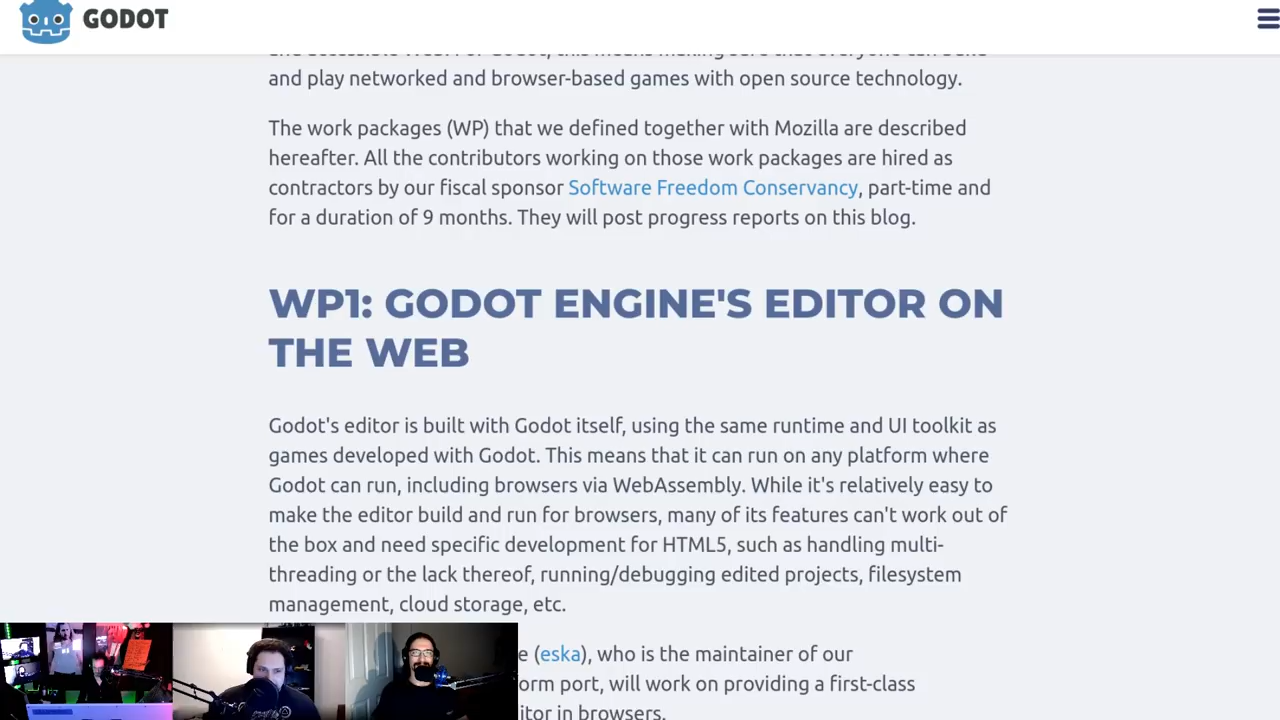 GODOT
and play networked and browser-based games with open source technology.
The work packages (WP) that we defined together with Mozilla are described
hereafter. All the contributors working on those work packages are hired as
contractors by our fiscal sponsor Software Freedom Conservancy, part-time and
for a duration of 9 months. They will post progress reports on this blog.
WP1: GODOT ENGINE'S EDITOR ON
THE WEB
Godot's editor is built with Godot itself, using the same runtime and UI toolkit as
games developed with Godot. This means that it can run on any platform where
Godot can run, including browsers via WebAssembly. While it's relatively easy to
make the editor build and run for browsers, many of its features can't work out of
the box and need specific development for HTML5, such as handling multi-
threading or the lack thereof, running/debugging edited projects, filesystem
management, cloud storage, etc.
e (eska), who is the maintainer of our
orm port, will work on providing a first-class
itor in browsers.